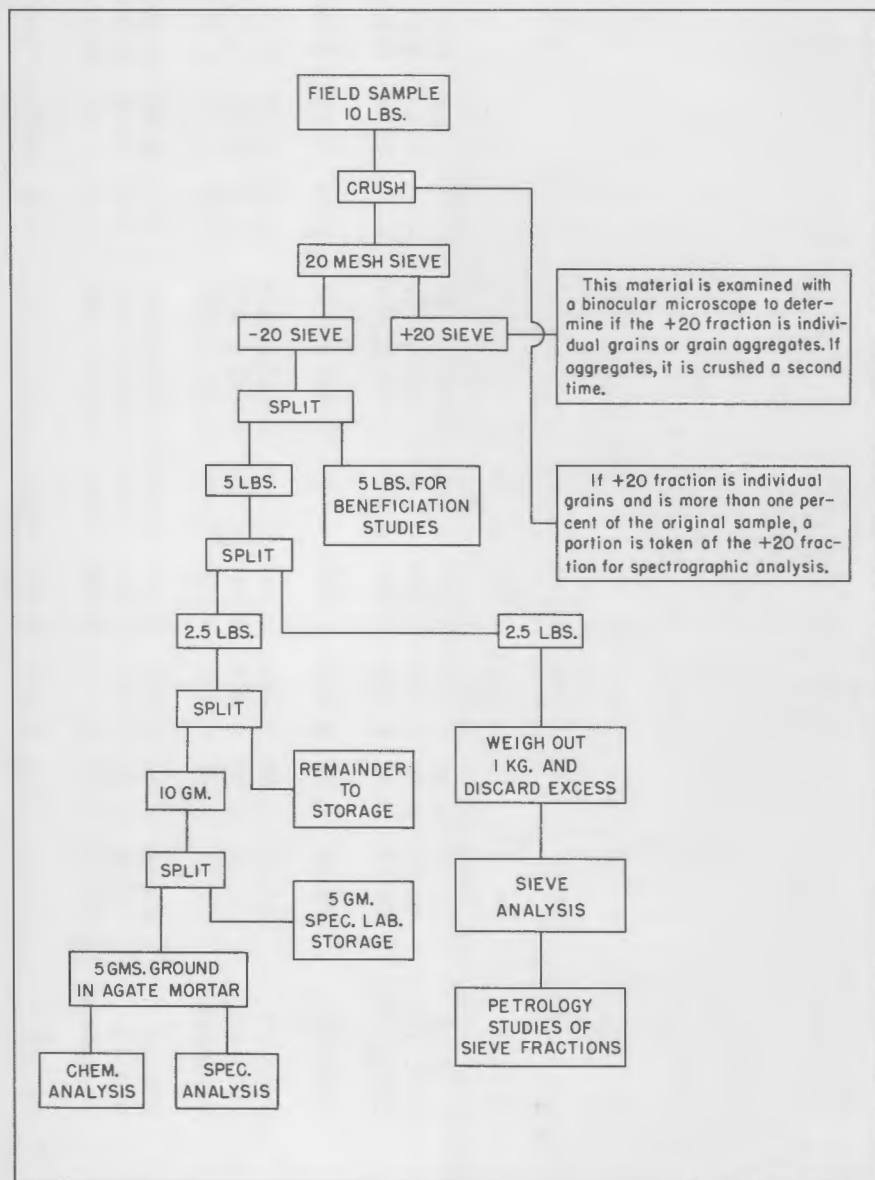 FIELD SAMPLE
10 LBS.
CRUSH
20 MESH SIEVE
-20 SIEVE
+20 SIEVE
This material is examined with
a binocular microscope to deter-
mine if the +20 fraction is indivi-
dual grains or grain aggregates. If
aggregates, it is crushed a second
time.
SPLIT
5 LBS.
5 LBS. FOR
BENEFICIATION
STUDIES
If +20 fraction is individual
grains and is more than one per-
cent of the original sample, a
portion is taken of the +20 frac-
tion for spectrographic analysis.
SPLIT
2.5 LBS.
2.5 LBS.
SPLIT
WEIGH OUT
1 KG. AND
DISCARD EXCESS
10 GM.
REMAINDER
TO
STORAGE
SPLIT
5 GM.
SPEC. LAB.
STORAGE
SIEVE
ANALYSIS
5 GMS. GROUND
IN AGATE MORTAR
PETROLOGY
STUDIES OF
SIEVE FRACTIONS
CHEM.
ANALYSIS
SPEC.
ANALYSIS